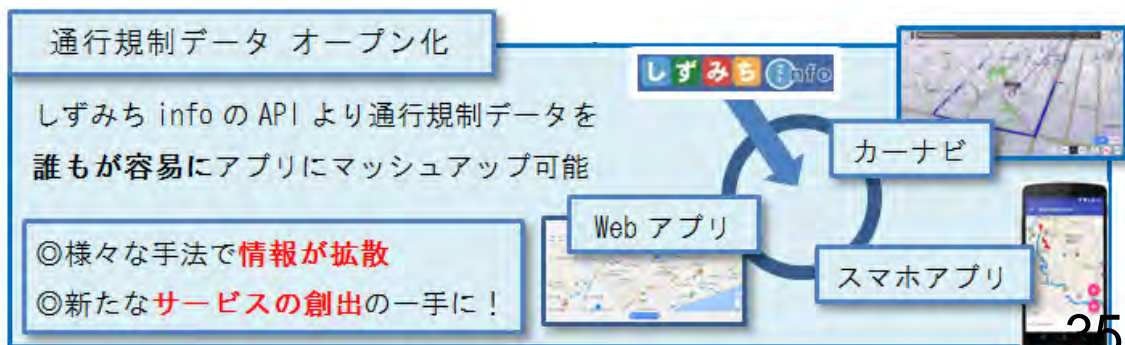 通行規制データ オープン化
しずみち info
しずみち info の API より通行規制データを
誰もが容易にアプリにマッシュアップ可能
カーナビ
Web アプリ
スマホアプリ
◎様々な手法で情報が拡散
◎新たなサービスの創出の一手に！
35